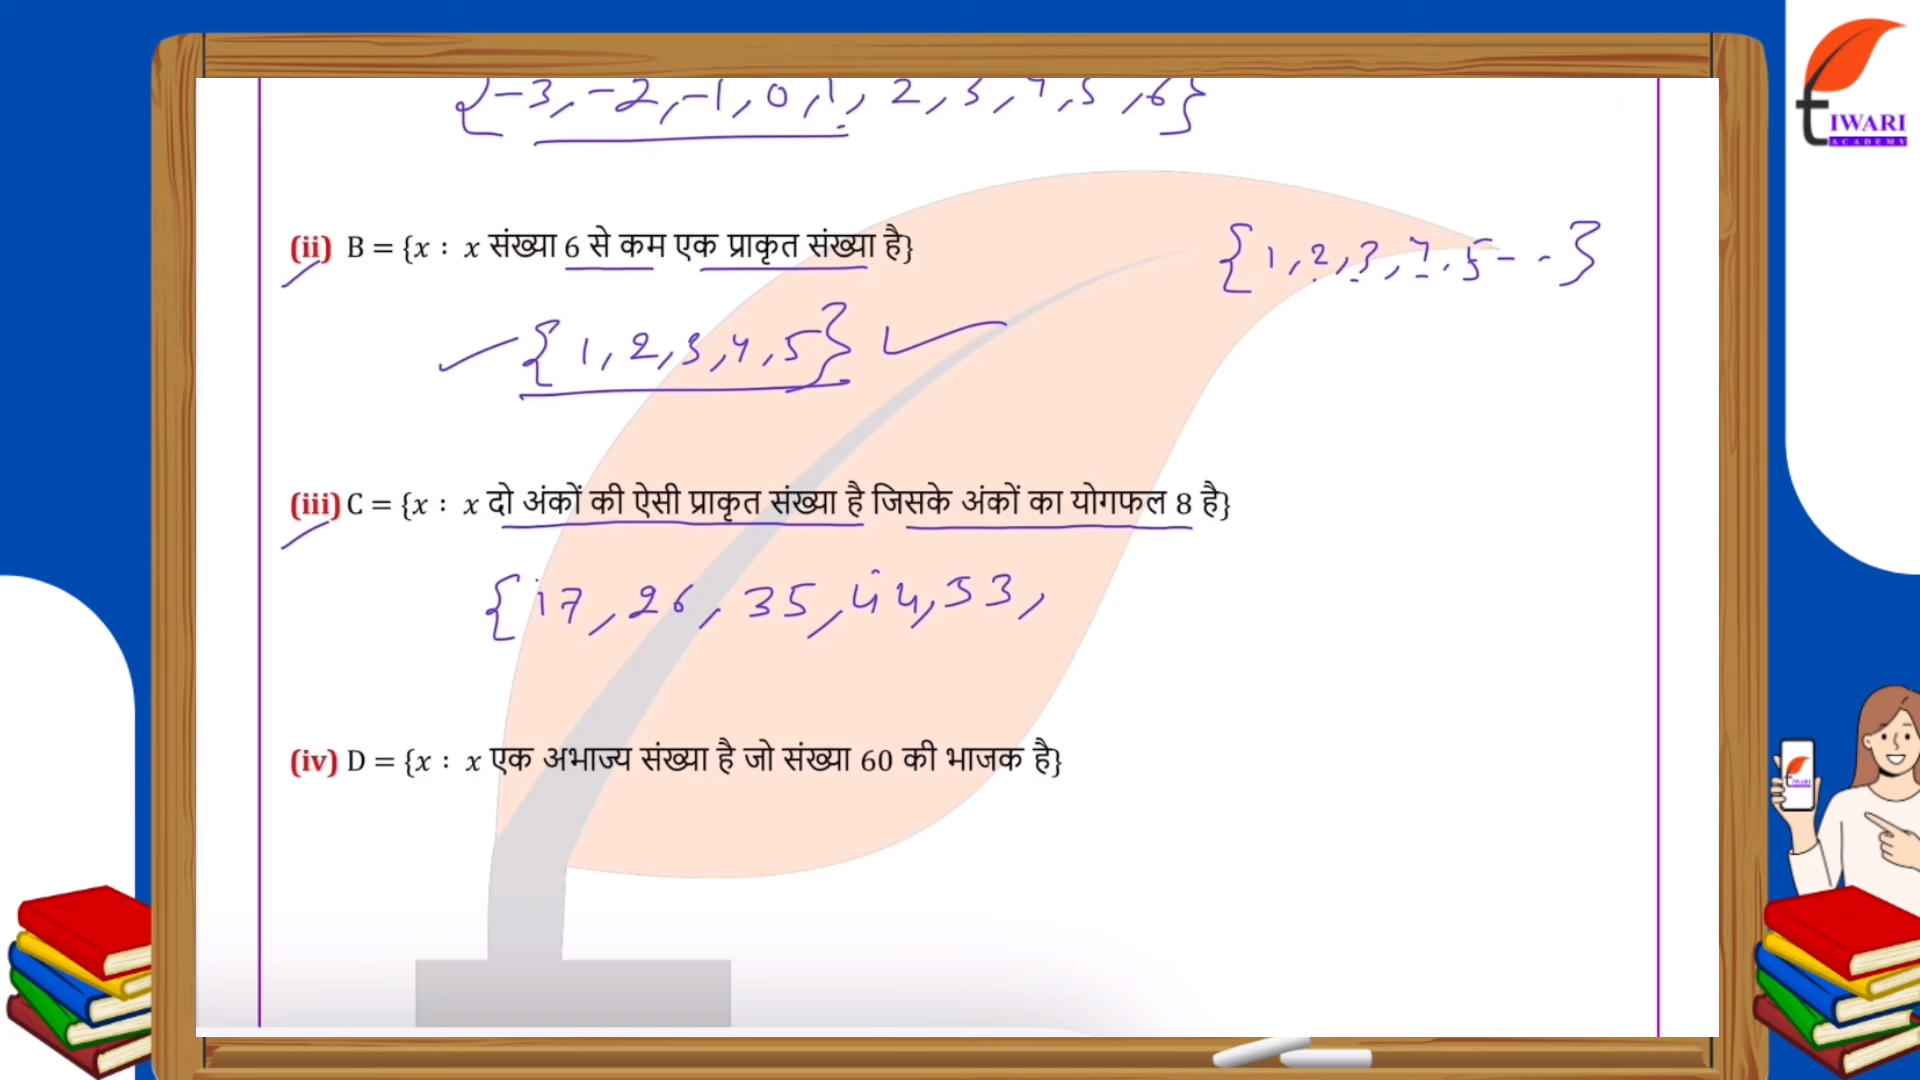 {-3, -2, -1, 0, 1, 2, 3, 4, 5, 6}
(ii) B = {x : x संख्या 6 से कम एक प्राकृत संख्या है}
{1, 2, 3, 4, 5 - - }
{1, 2, 3, 4, 5}
(iii) C = {x : x दो अंकों की ऐसी प्राकृत संख्या है जिसके अंकों का योगफल 8 है}
{17, 26, 35, 44, 53,
(iv) D = {x : x एक अभाज्य संख्या है जो संख्या 60 की भाजक है}
tIWARI
ACADEMY